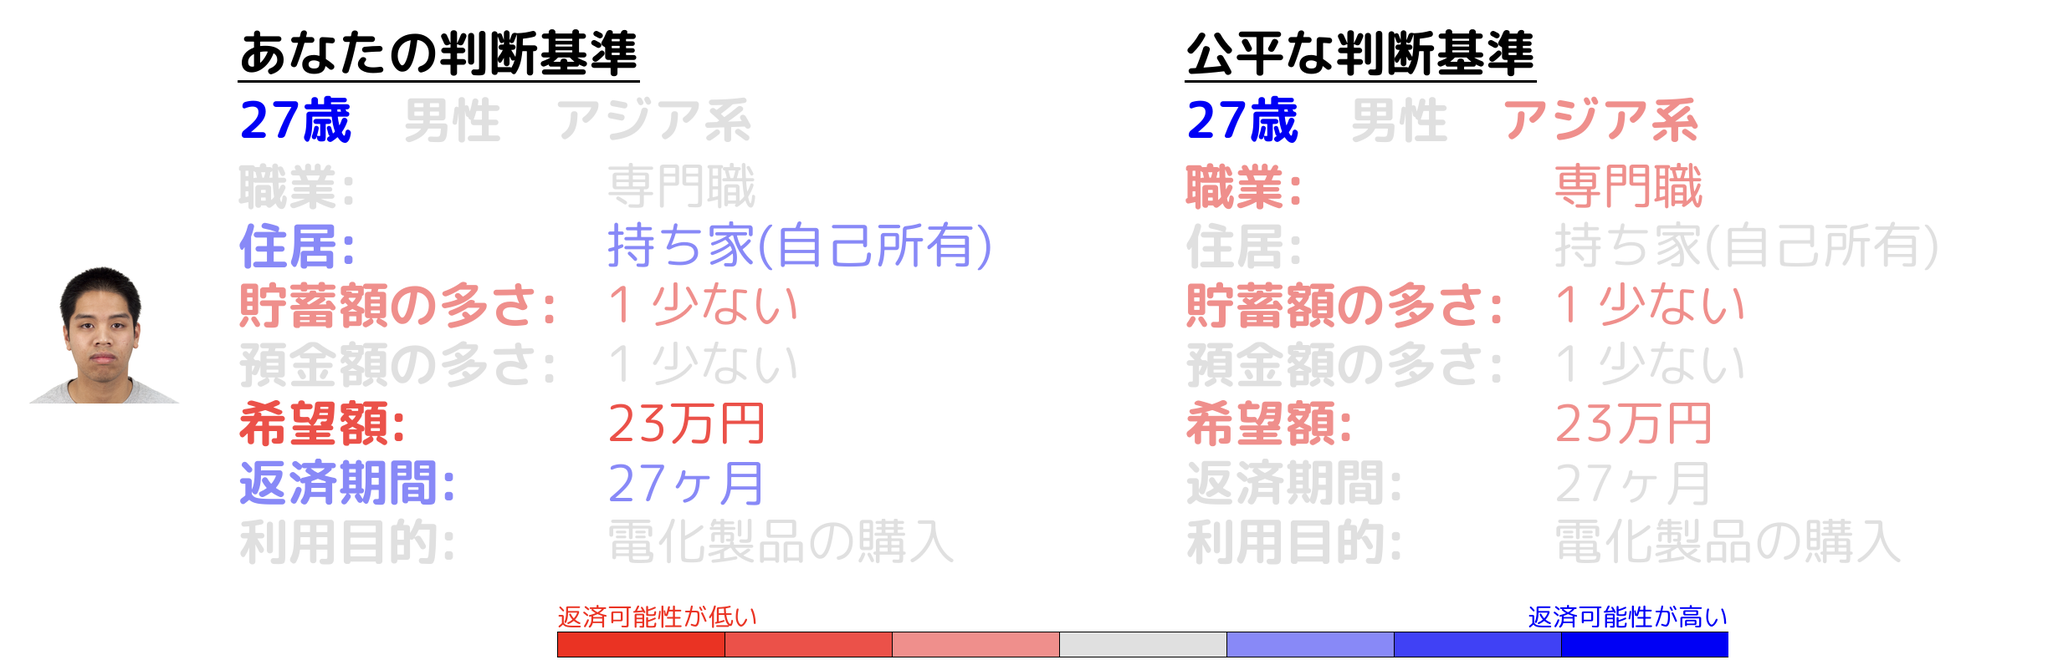 あなたの判断基準
27歳 男性 アジア系
職業: 専門職
住居: 持ち家(自己所有)
貯蓄額の多さ: 1 少ない
預金額の多さ: 1 少ない
希望額: 23万円
返済期間: 27ヶ月
利用目的: 電化製品の購入
公平な判断基準
27歳 男性 アジア系
職業: 専門職
住居: 持ち家(自己所有)
貯蓄額の多さ: 1 少ない
預金額の多さ: 1 少ない
希望額: 23万円
返済期間: 27ヶ月
利用目的: 電化製品の購入
返済可能性が低い
返済可能性が高い